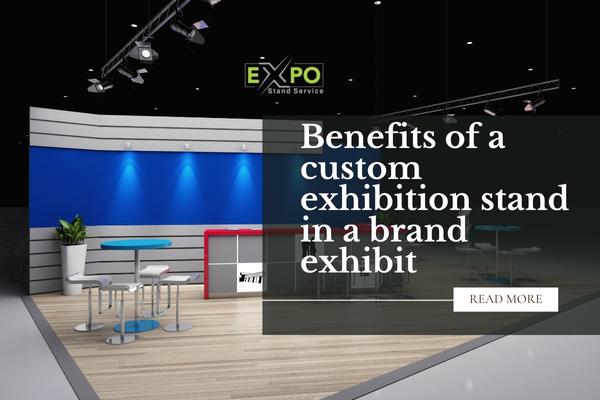 EXPO
Stand Service
Benefits of a
custom
exhibition stand
in a brand
exhibit
READ MORE